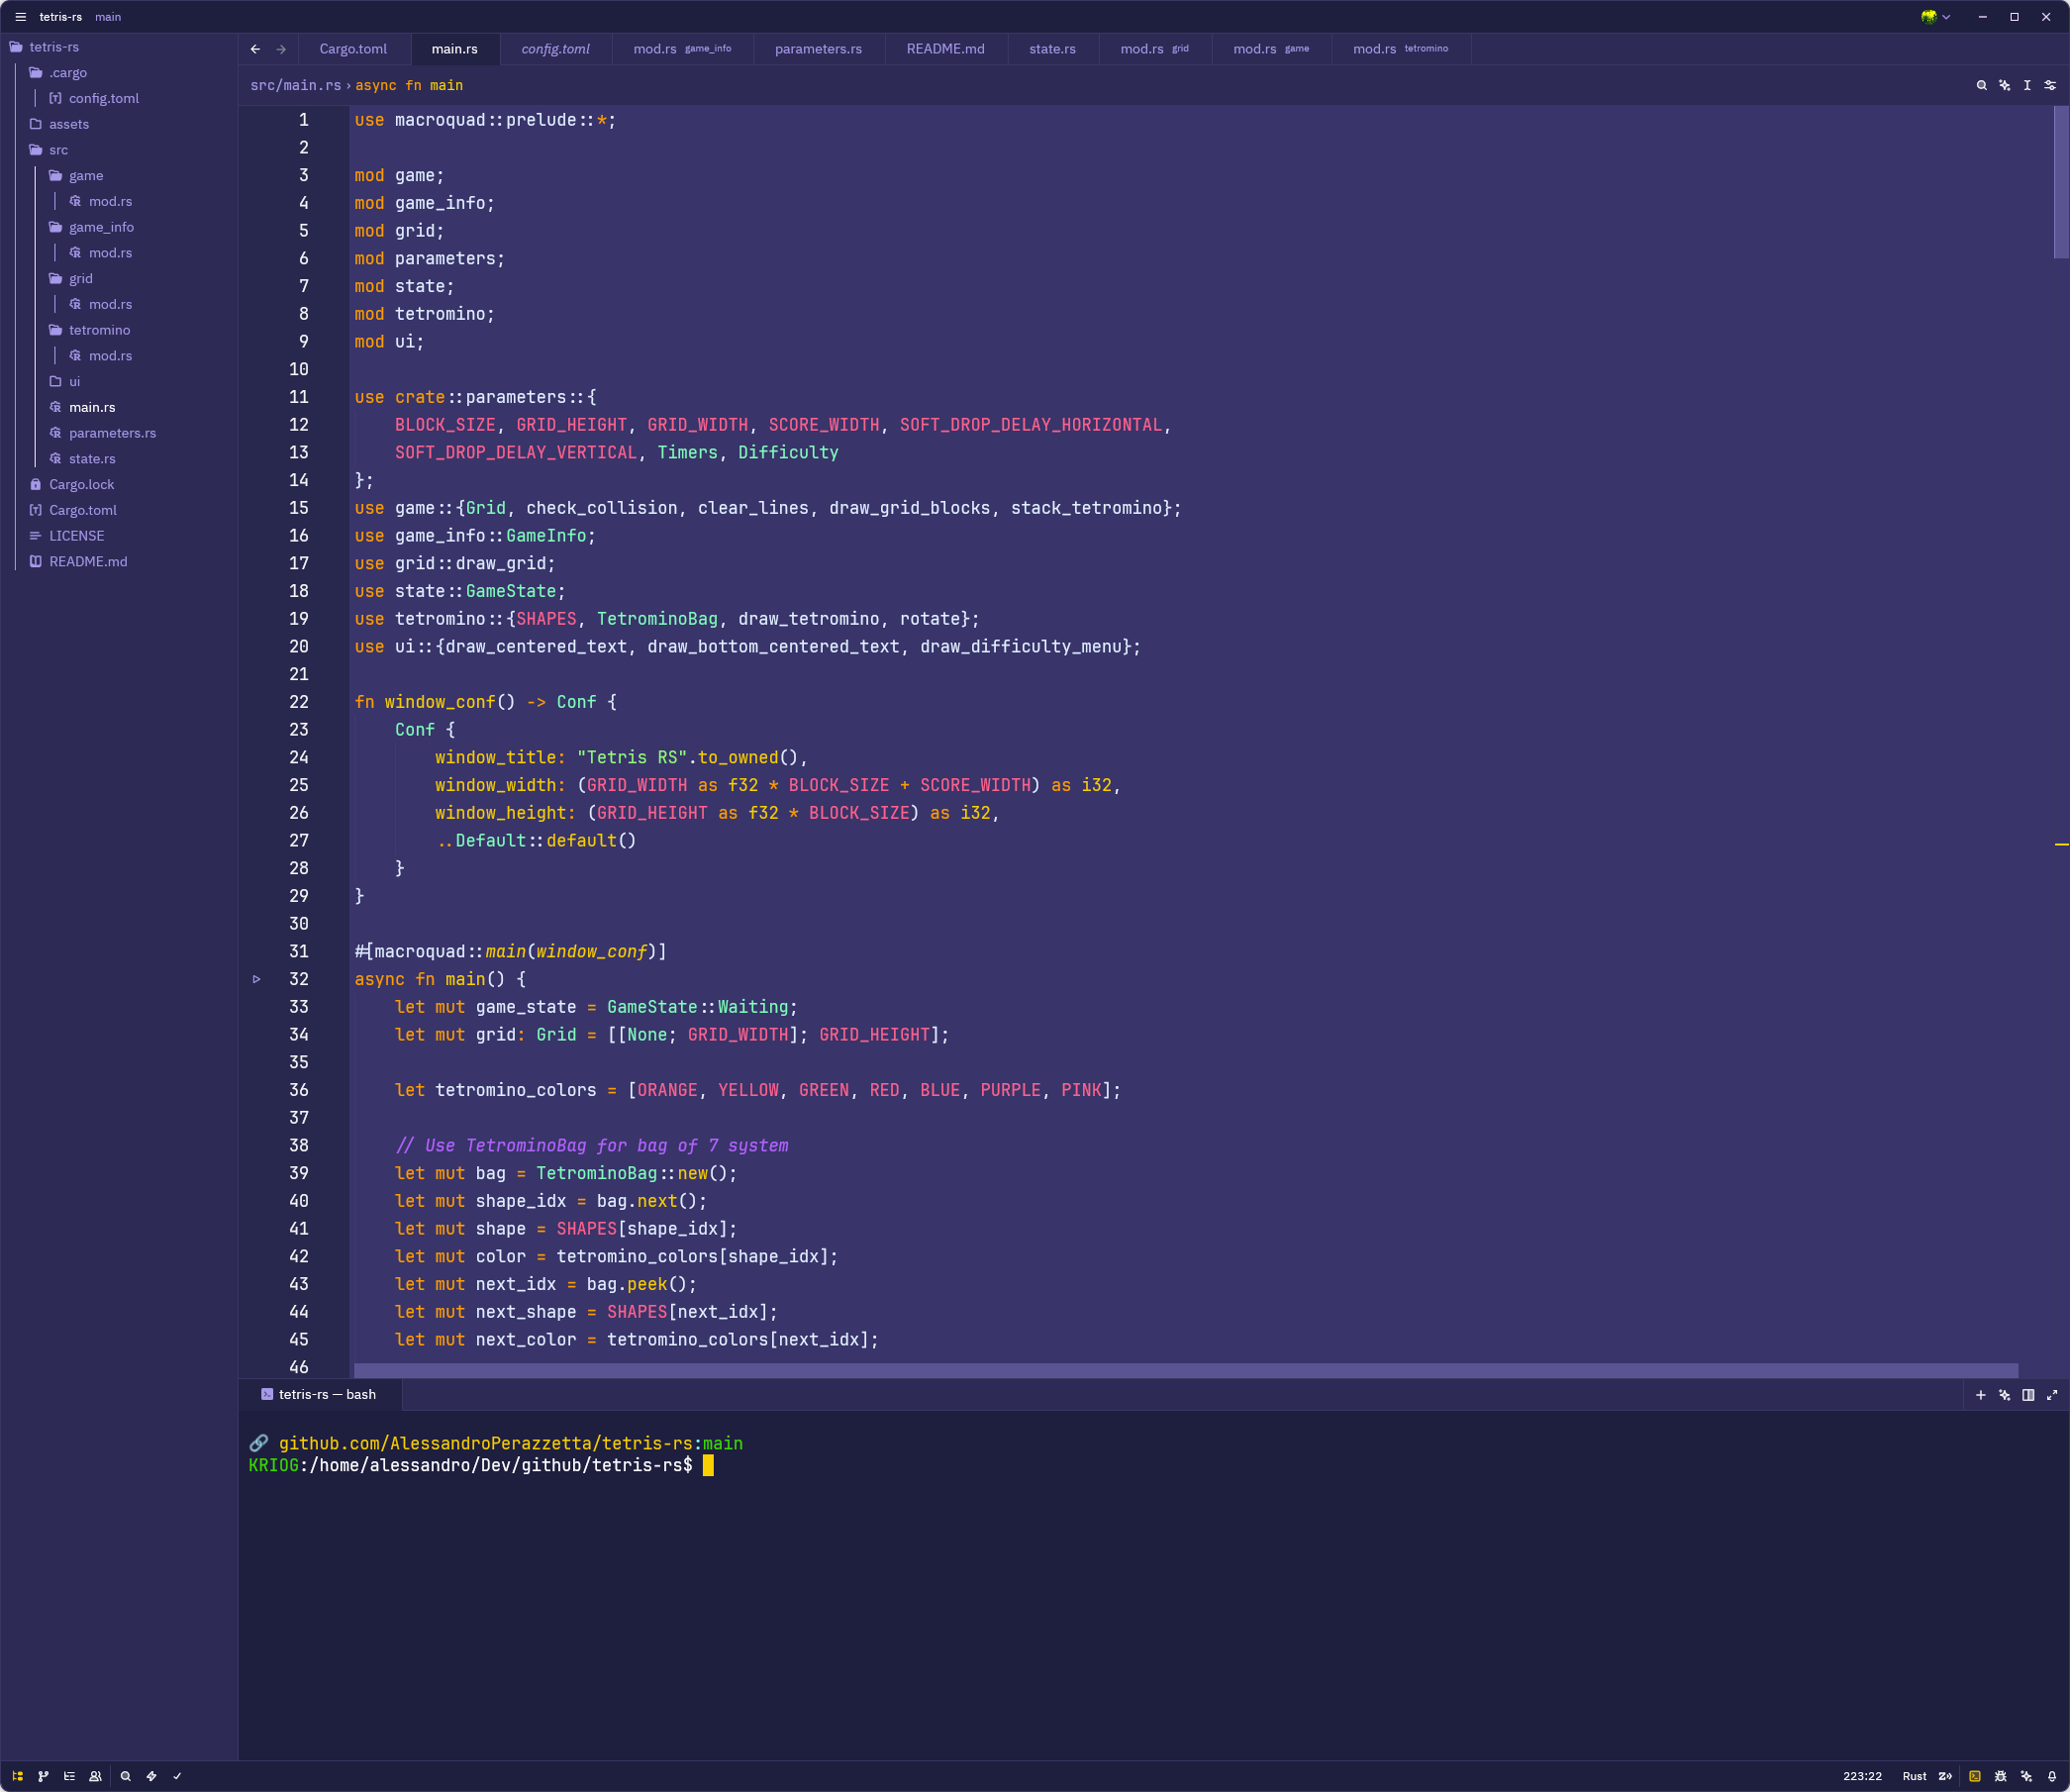 tetris-rs main
tetris-rs
.cargo
config.toml
assets
src
game
mod.rs
game_info
mod.rs
grid
mod.rs
tetromino
mod.rs
ui
main.rs
parameters.rs
state.rs
Cargo.lock
Cargo.toml
LICENSE
README.md
Cargo.toml main.rs config.toml mod.rs game_info parameters.rs README.md state.rs mod.rs grid mod.rs game mod.rs tetromino
src/main.rs › async fn main
1 use macroquad::prelude::*;
2
3 mod game;
4 mod game_info;
5 mod grid;
6 mod parameters;
7 mod state;
8 mod tetromino;
9 mod ui;
10
11 use crate::parameters::{
12     BLOCK_SIZE, GRID_HEIGHT, GRID_WIDTH, SCORE_WIDTH, SOFT_DROP_DELAY_HORIZONTAL,
13     SOFT_DROP_DELAY_VERTICAL, Timers, Difficulty
14 };
15 use game::{Grid, check_collision, clear_lines, draw_grid_blocks, stack_tetromino};
16 use game_info::GameInfo;
17 use grid::draw_grid;
18 use state::GameState;
19 use tetromino::{SHAPES, TetrominoBag, draw_tetromino, rotate};
20 use ui::{draw_centered_text, draw_bottom_centered_text, draw_difficulty_menu};
21
22 fn window_conf() -> Conf {
23     Conf {
24         window_title: "Tetris RS".to_owned(),
25         window_width: (GRID_WIDTH as f32 * BLOCK_SIZE + SCORE_WIDTH) as i32,
26         window_height: (GRID_HEIGHT as f32 * BLOCK_SIZE) as i32,
27         ..Default::default()
28     }
29 }
30
31 #[macroquad::main(window_conf)]
32 async fn main() {
33     let mut game_state = GameState::Waiting;
34     let mut grid: Grid = [[None; GRID_WIDTH]; GRID_HEIGHT];
35
36     let tetromino_colors = [ORANGE, YELLOW, GREEN, RED, BLUE, PURPLE, PINK];
37
38     // Use TetrominoBag for bag of 7 system
39     let mut bag = TetrominoBag::new();
40     let mut shape_idx = bag.next();
41     let mut shape = SHAPES[shape_idx];
42     let mut color = tetromino_colors[shape_idx];
43     let mut next_idx = bag.peek();
44     let mut next_shape = SHAPES[next_idx];
45     let mut next_color = tetromino_colors[next_idx];
46
tetris-rs — bash
github.com/AlessandroPerazzetta/tetris-rs:main
KRIOG:/home/alessandro/Dev/github/tetris-rs$
223:22 Rust